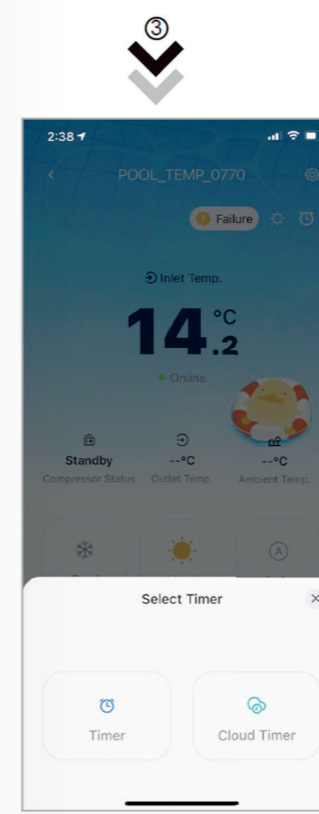 ③
2:38
POOL_TEMP_0770
Failure
Inlet Temp.
14.2 °C
Online
Standby --°C --°C
Compressor Status Outlet Temp. Ambient Temp.
A
Select Timer
Timer Cloud Timer